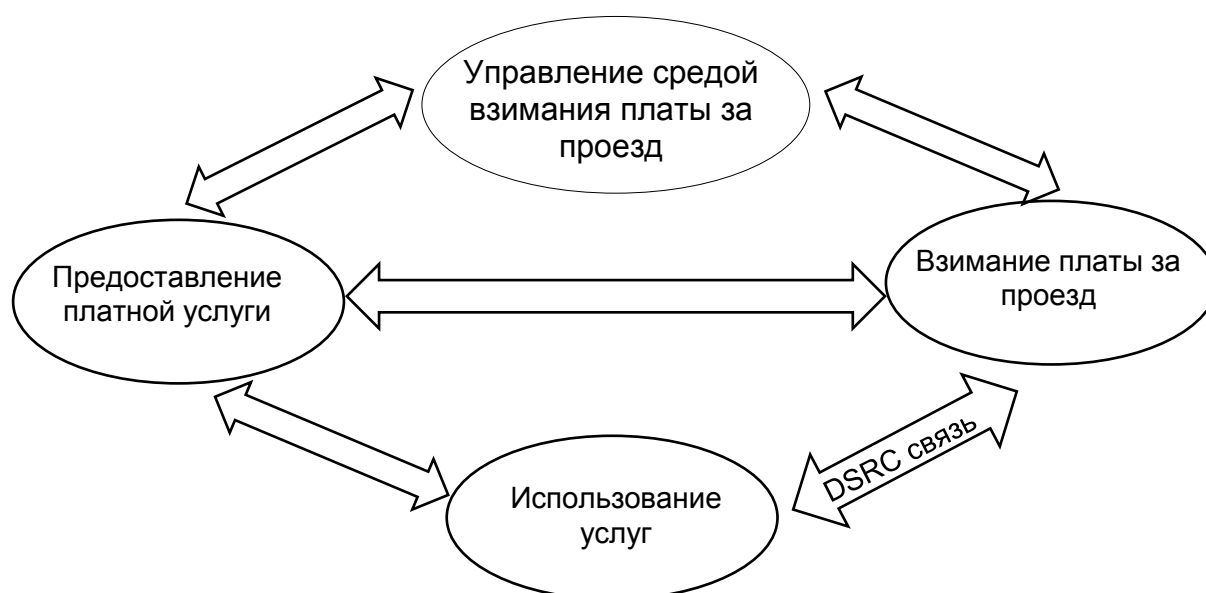 Управление средой
взимания платы за
проезд
Предоставление
платной услуги
Взимание платы за
проезд
DSRC связь
Использование
услуг